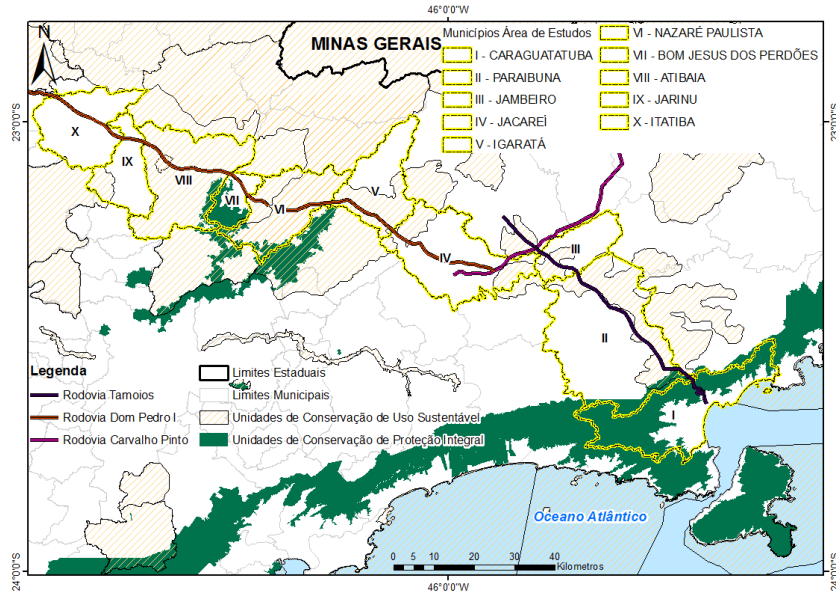 46°0'0"W
N
MINAS GERAIS
Municípios Área de Estudos
I - CARAGUATATUBA
II - PARAIBUNA
III - JAMBEIRO
IV - JACAREÍ
V - IGARATÁ
VI - NAZARÉ PAULISTA
VII - BOM JESUS DOS PERDÕES
VIII - ATIBAIA
IX - JARINU
X - ITATIBA
23°0'0"S
23°0'0"S
X
IX
VIII
VII
VI
V
IV
III
II
I
Legenda
Rodovia Tamoios
Rodovia Dom Pedro I
Rodovia Carvalho Pinto
Limites Estaduais
Limites Municipais
Unidades de Conservação de Uso Sustentável
Unidades de Conservação de Proteção Integral
Oceano Atlântico
0 5 10 20 30 40
Kilometros
24°0'0"S
24°0'0"S
46°0'0"W